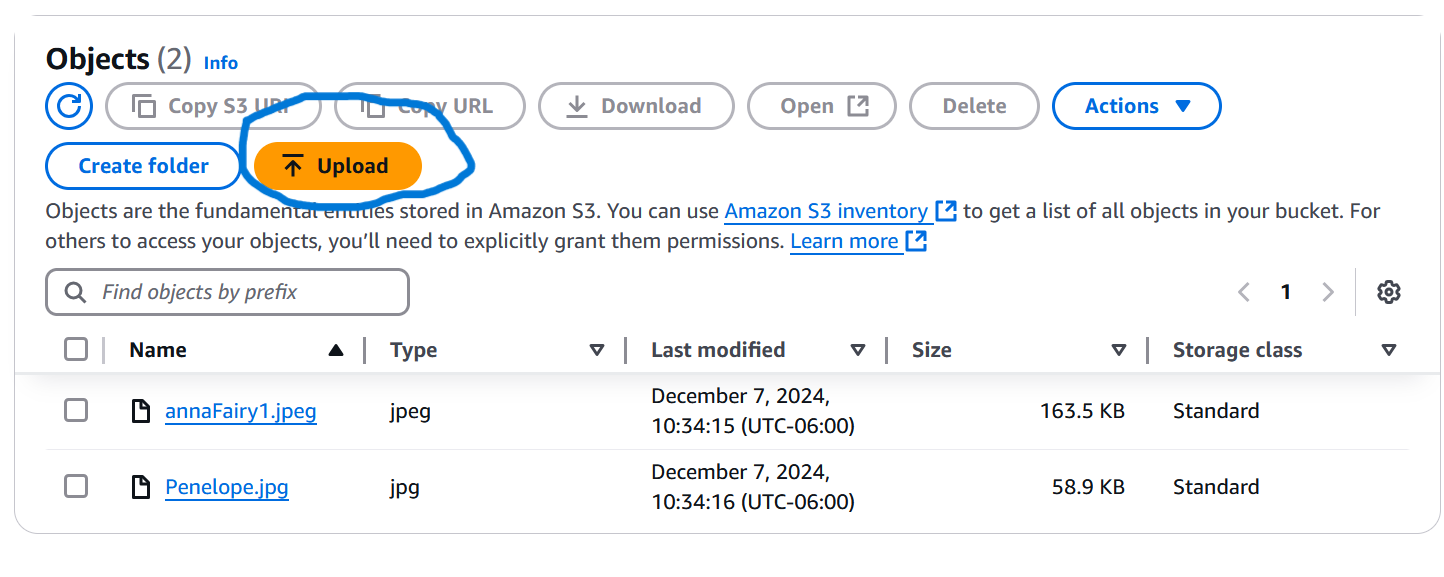 Objects (2) Info
Copy S3 URI Copy URL Download Open Delete Actions
Create folder Upload
Objects are the fundamental entities stored in Amazon S3. You can use Amazon S3 inventory to get a list of all objects in your bucket. For
others to access your objects, you’ll need to explicitly grant them permissions. Learn more
Find objects by prefix 1
Name Type Last modified Size Storage class
annaFairy1.jpeg jpeg December 7, 2024, 163.5 KB Standard
10:34:15 (UTC-06:00)
Penelope.jpg jpg December 7, 2024, 58.9 KB Standard
10:34:16 (UTC-06:00)